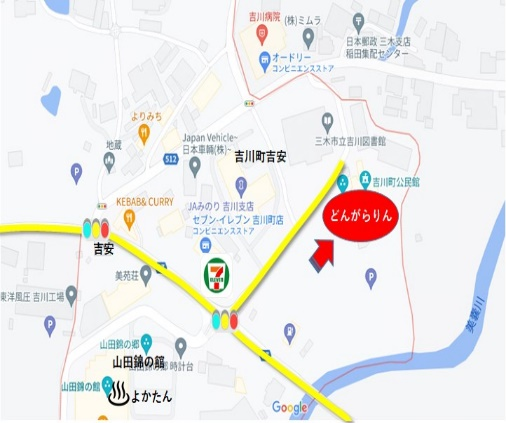 吉川病院
(株)ミムラ
日本郵政 三木支店
稲田集配センター
オードリー
コンビニエンスストア
よりみち
地蔵
Japan Vehicle~
日本車輌(株)~
512
吉川町吉安
三木市立吉川図書館
吉川町公民館
KEBAB& CURRY
JAみのり 吉川支店
セブン-イレブン 吉川町店
コンビニエンスストア
どんがらりん
吉安
7
ELEVEn
美苑荘
東洋風圧 吉川工場
美嚢川
山田錦の郷
山田錦の館
時計台
山田錦の館
よかたん
Google